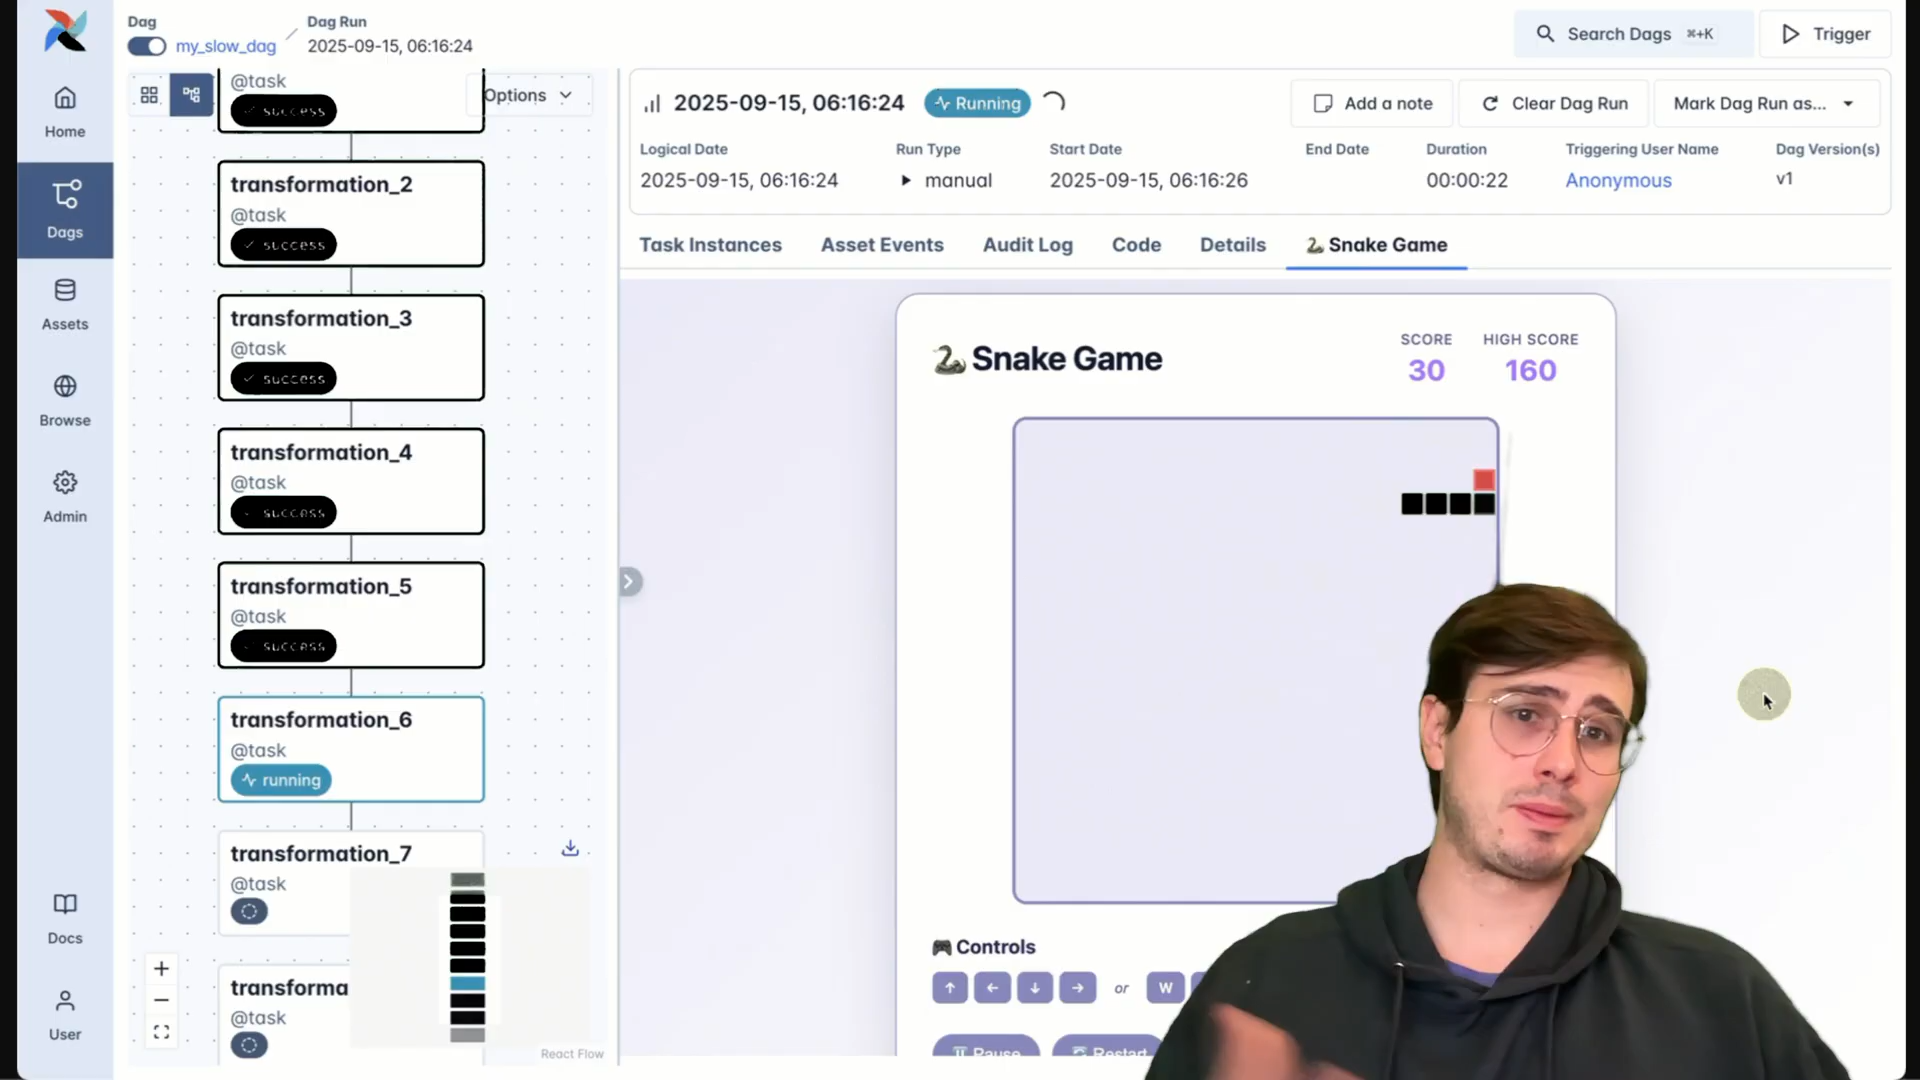 Dag
my_slow_dag
Dag Run
2025-09-15, 06:16:24
Search Dags ⌘+K
Trigger
Home
Dags
Assets
Browse
Admin
Docs
User
Options
@task
success
transformation_2
@task
success
transformation_3
@task
success
transformation_4
@task
success
transformation_5
@task
success
transformation_6
@task
running
transformation_7
@task
transforma
@task
React Flow
2025-09-15, 06:16:24
Running
Add a note
Clear Dag Run
Mark Dag Run as...
Logical Date
2025-09-15, 06:16:24
Run Type
manual
Start Date
2025-09-15, 06:16:26
End Date
Duration
00:00:22
Triggering User Name
Anonymous
Dag Version(s)
v1
Task Instances
Asset Events
Audit Log
Code
Details
Snake Game
Snake Game
SCORE
30
HIGH SCORE
160
Controls
or
W
Pause
Restart